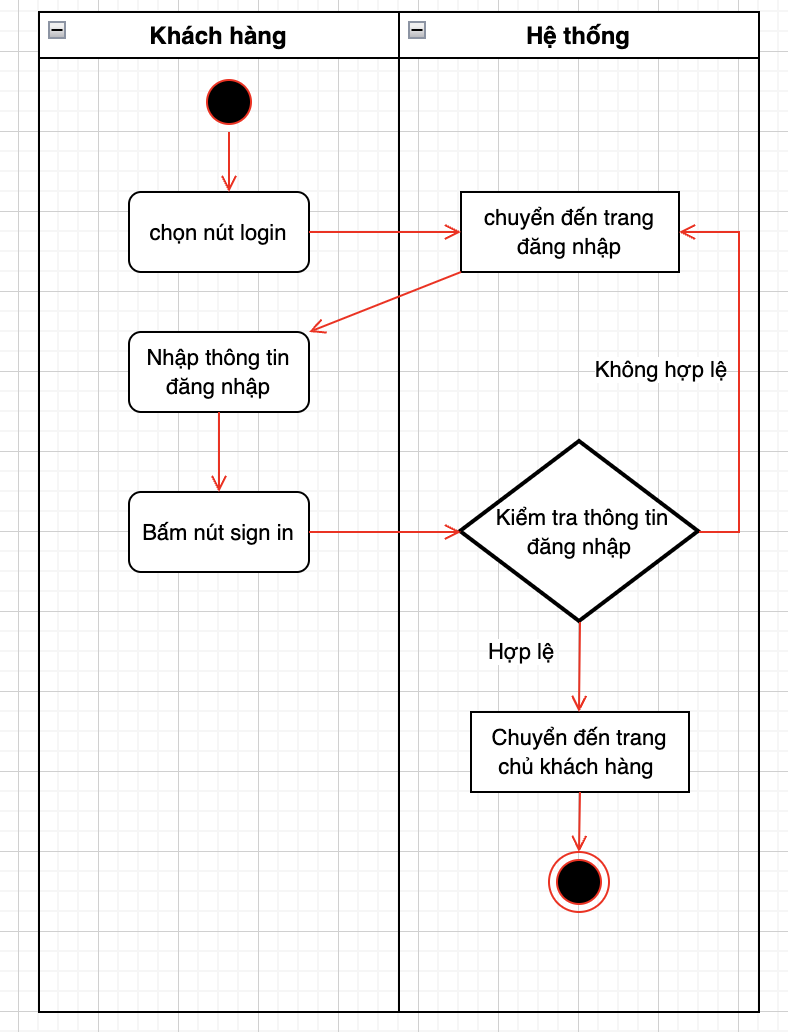 Khách hàng
Hệ thống
chọn nút login
chuyển đến trang
đăng nhập
Nhập thông tin
đăng nhập
Không hợp lệ
Bấm nút sign in
Kiểm tra thông tin
đăng nhập
Hợp lệ
Chuyển đến trang
chủ khách hàng